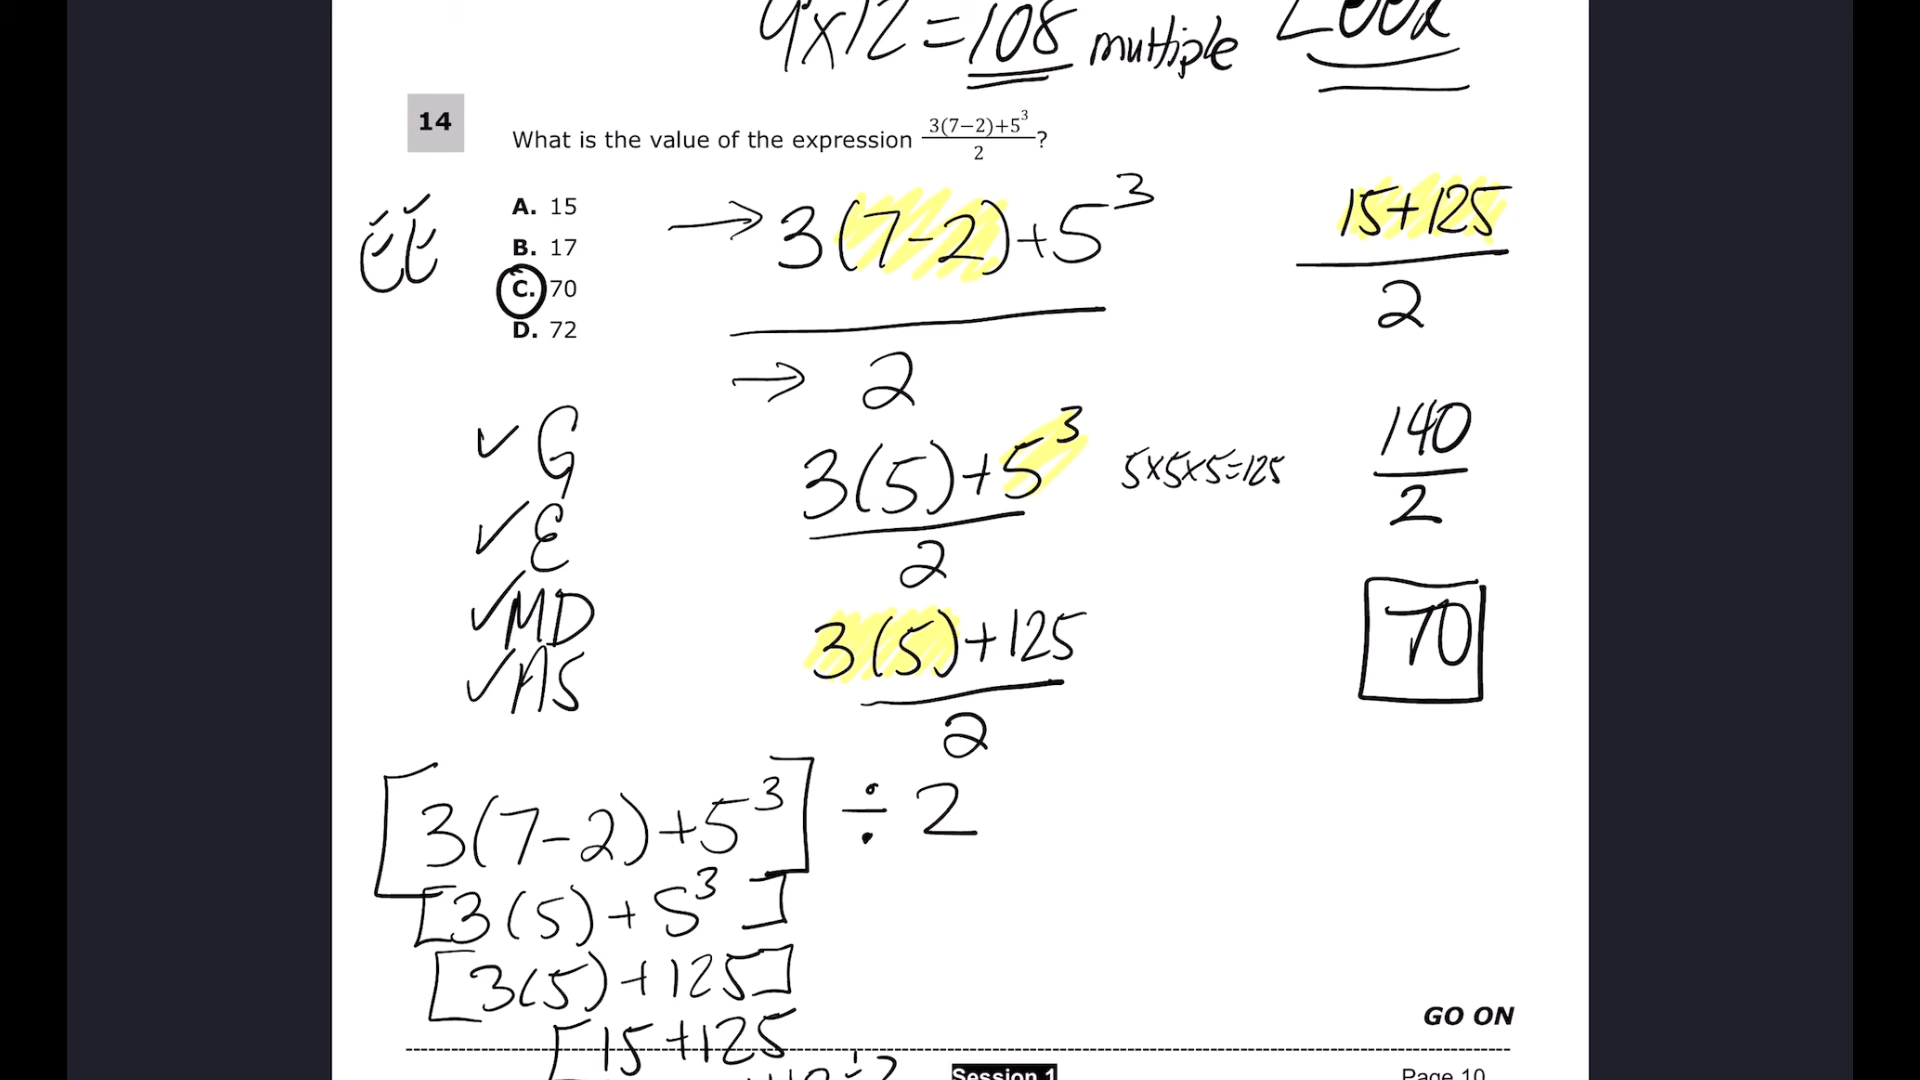 9x12=108 multiple
14
What is the value of the expression 3(7−2)+5³ / 2 ?
A. 15
B. 17
C. 70
D. 72
EE
→ 3(7-2)+5³
→ 2
3(5)+5³
2
5x5x5=125
3(5)+125
2
15+125
2
140
2
70
✓G
✓E
✓MD
✓AS
[3(7-2)+5³] ÷ 2
[3(5)+5³]
[3(5)+125]
[15+125
GO ON
Session 1
Page 10